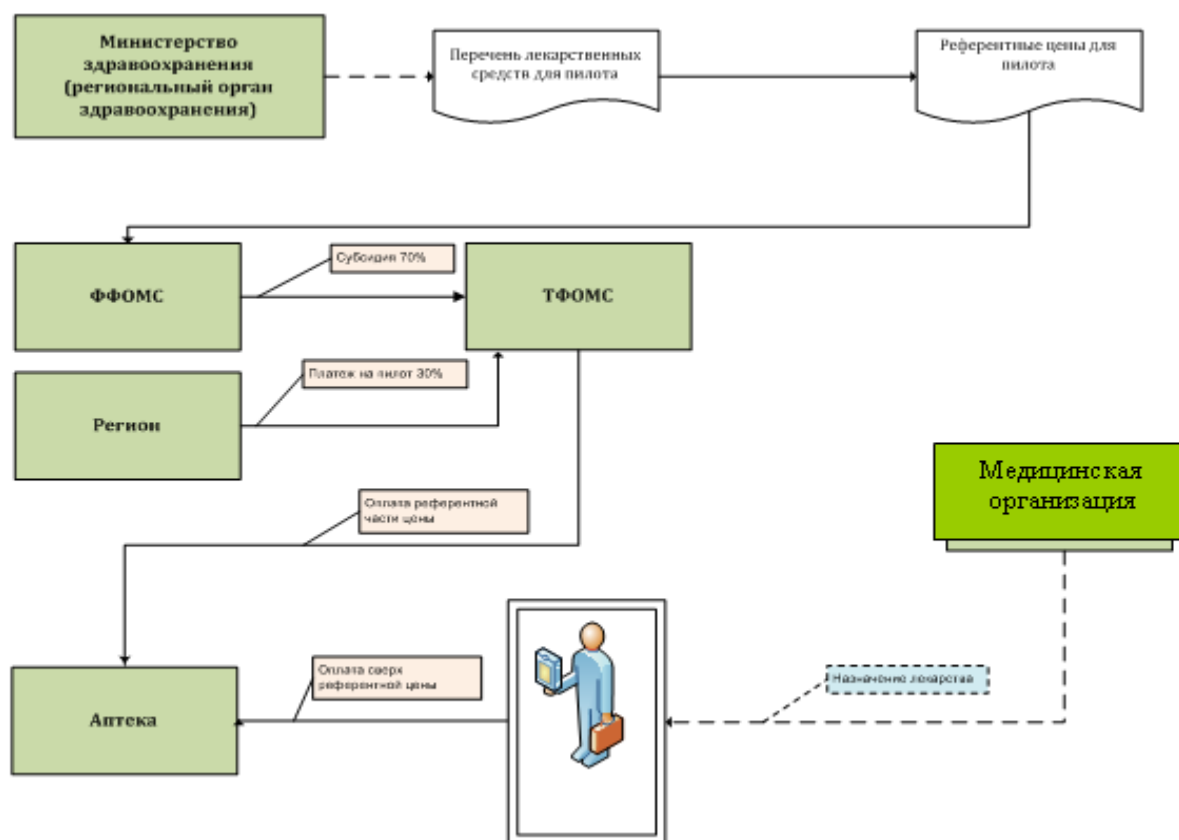 Министерство
здравоохранения
(региональный орган
здравоохранения)
Перечень лекарственных
средств для пилота
Референтные цены для
пилота
ФФОМС
Субсидия 70%
ТФОМС
Регион
Платеж на пилот 30%
Оплата референтной
части цены
Медицинская
организация
Аптека
Оплата сверх
референтной цены
Назначение лекарства